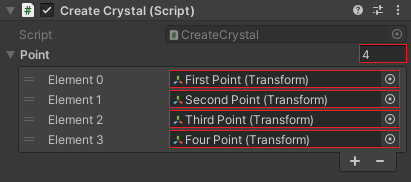 Create Crystal (Script)
Script CreateCrystal
Point 4
Element 0 First Point (Transform)
Element 1 Second Point (Transform)
Element 2 Third Point (Transform)
Element 3 Four Point (Transform)
+ −